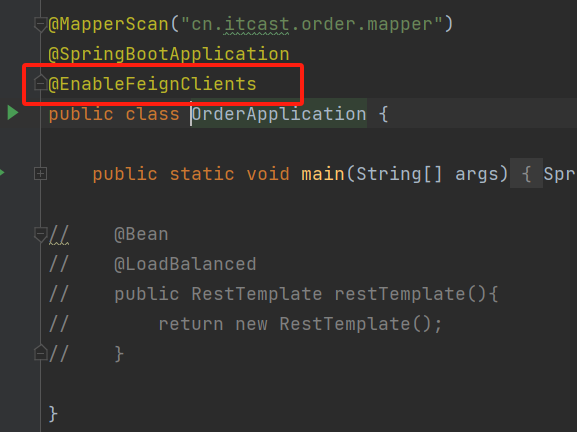 @MapperScan("cn.itcast.order.mapper")
@SpringBootApplication
@EnableFeignClients
public class OrderApplication {
public static void main(String[] args) { Spr
// @Bean
// @LoadBalanced
// public RestTemplate restTemplate(){
// return new RestTemplate();
// }
}